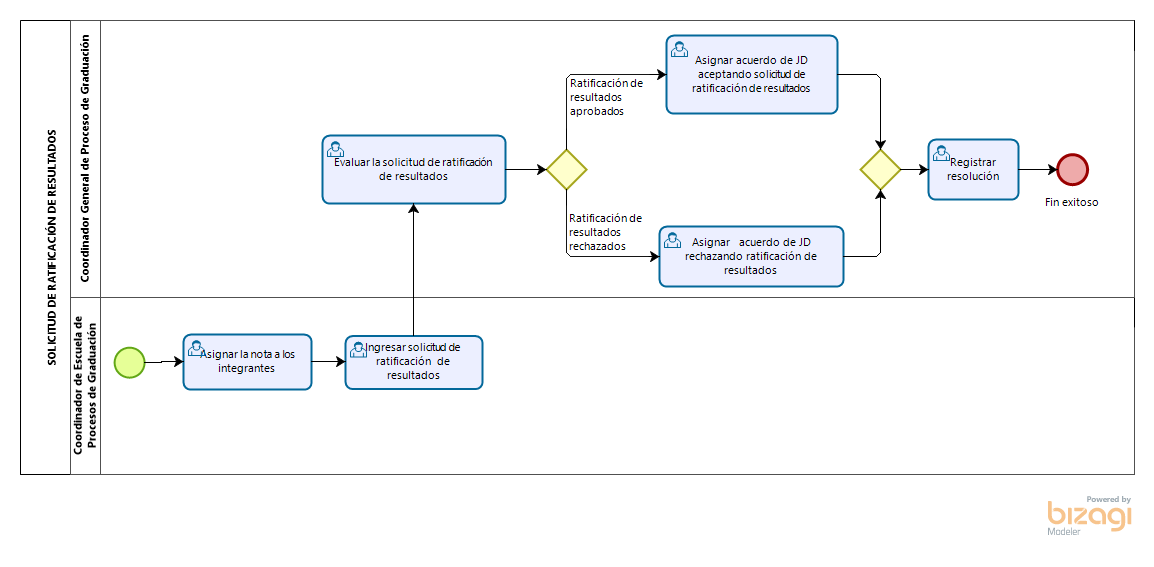 SOLICITUD DE RATIFICACIÓN DE RESULTADOS
Coordinador General de Proceso de Graduación
Evaluar la solicitud de ratificación
de resultados
Ratificación de
resultados
aprobados
Asignar acuerdo de JD
aceptando solicitud de
ratificación de resultados
Ratificación de
resultados
rechazados
Asignar acuerdo de JD
rechazando ratificación de
resultados
Registrar
resolución
Fin exitoso
Coordinador de Escuela de
Procesos de Graduación
Asignar la nota a los
integrantes
Ingresar solicitud de
ratificación de
resultados
Powered by
bizagi
Modeler